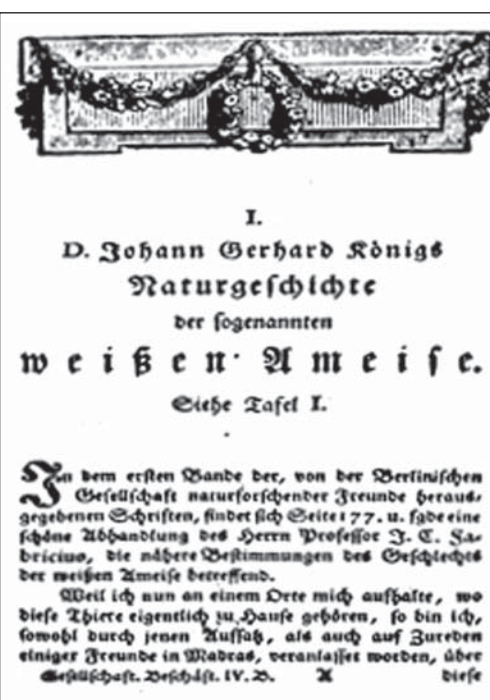 I.
D. Johann Gerhard Königs
Naturgeschichte
der sogenannten
weißen Ameise.
Siehe Tafel I.
In dem ersten Bande der, von der Berlinischen
Gesellschaft naturforschender Freunde heraus-
gegebenen Schriften, findet sich Seite 177. u. f. eine
schöne Abhandlung des Herrn Professor J. C. Fa-
bricius, die nähere Bestimmungen des Geschlechts
der weißen Ameise betreffend.
Weil ich nun an einem Orte mich aufhalte, wo
diese Thiere eigentlich zu Hause gehören, so bin ich,
sowohl durch jenen Aufsatz, als auch auf Zureden
einiger Freunde in Madras, veranlasset worden, über
Gesellschaft. Beschäft. IV. B. A diese